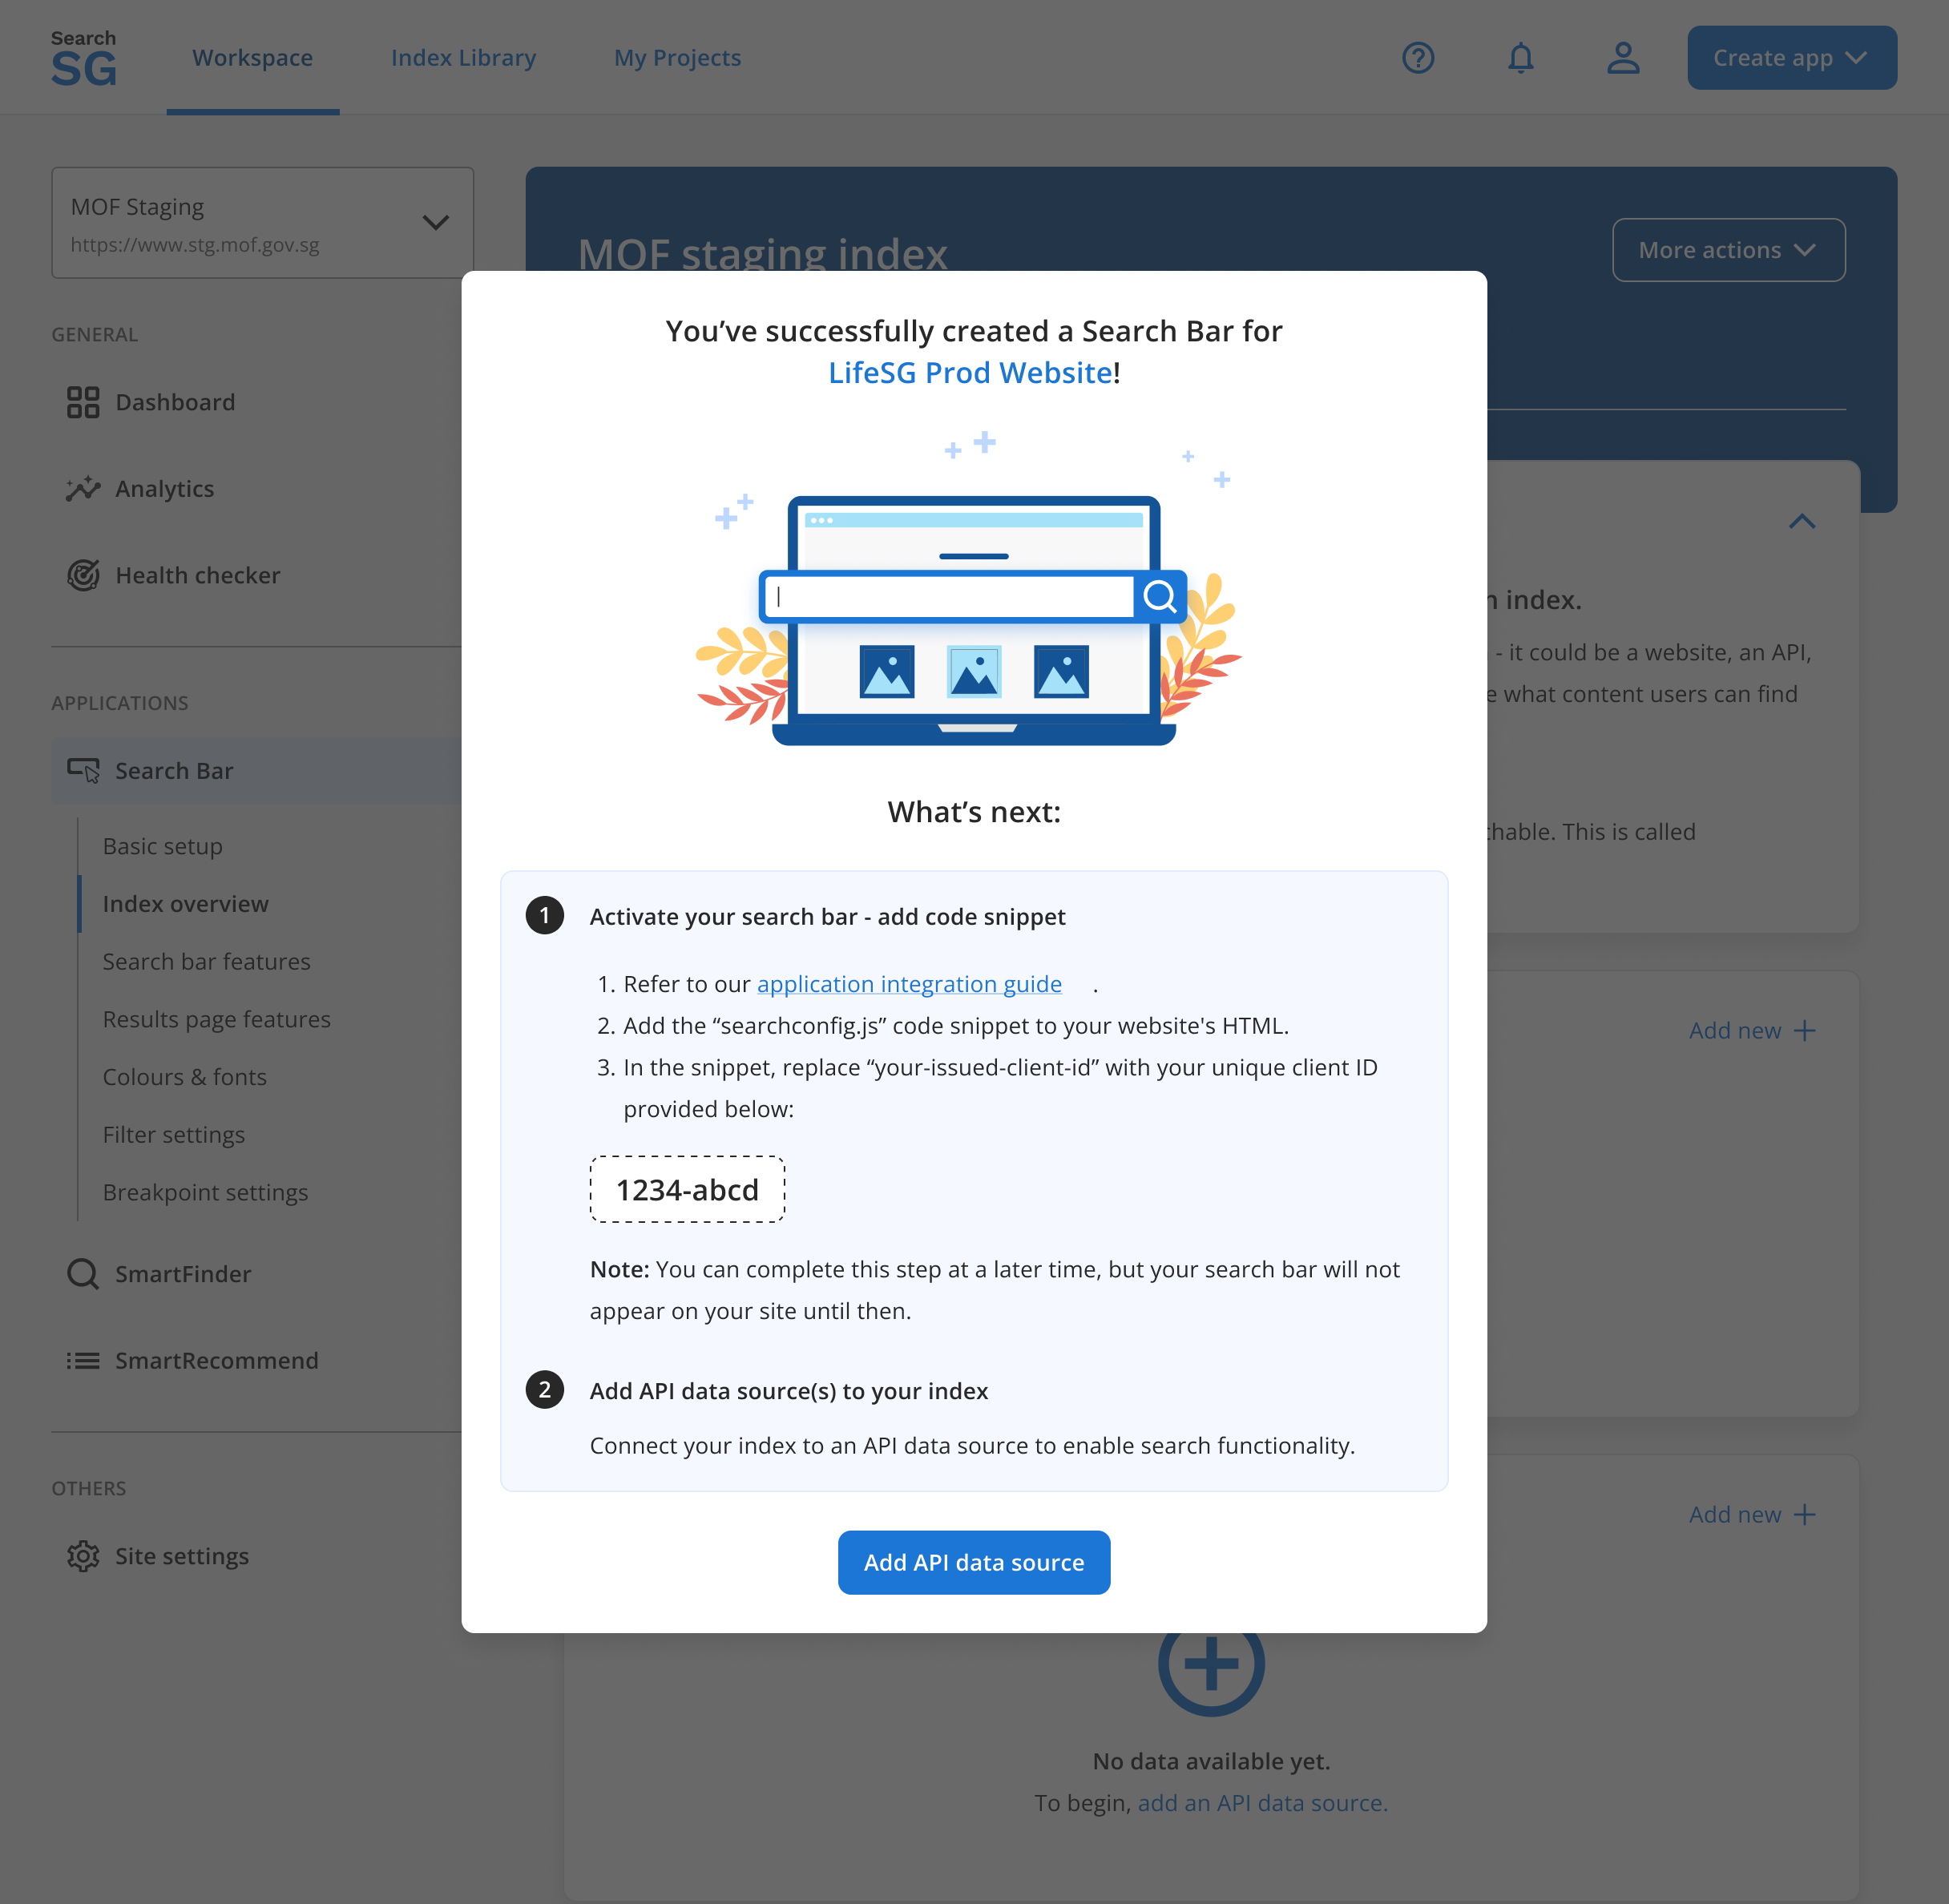 Search
SG
Workspace
Index Library
My Projects
Create app
MOF Staging
https://www.stg.mof.gov.sg
GENERAL
Dashboard
Analytics
Health checker
APPLICATIONS
Search Bar
Basic setup
Index overview
Search bar features
Results page features
Colours & fonts
Filter settings
Breakpoint settings
SmartFinder
SmartRecommend
OTHERS
Site settings
MOF staging index
More actions
index.
- it could be a website, an API,
what content users can find
This is called
Add new
Add new
No data available yet.
To begin, add an API data source.
You’ve successfully created a Search Bar for
LifeSG Prod Website!
What’s next:
1 Activate your search bar - add code snippet
1. Refer to our application integration guide .
2. Add the “searchconfig.js” code snippet to your website's HTML.
3. In the snippet, replace “your-issued-client-id” with your unique client ID
provided below:
1234-abcd
Note: You can complete this step at a later time, but your search bar will not
appear on your site until then.
2 Add API data source(s) to your index
Connect your index to an API data source to enable search functionality.
Add API data source